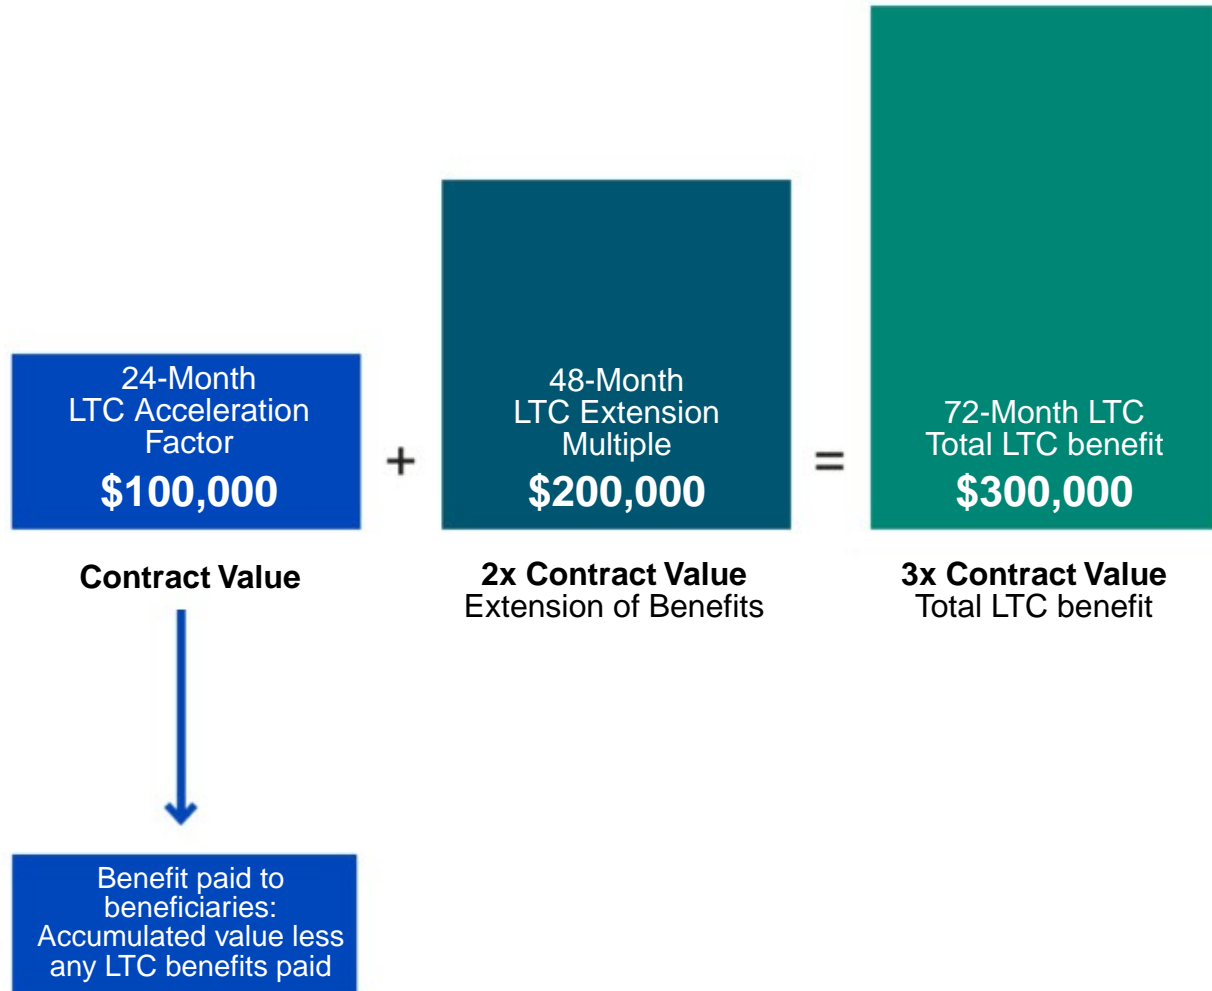 24-Month
LTC Acceleration
Factor
$100,000
+
48-Month
LTC Extension
Multiple
$200,000
=
72-Month LTC
Total LTC benefit
$300,000
Contract Value
2x Contract Value
Extension of Benefits
3x Contract Value
Total LTC benefit
Benefit paid to
beneficiaries:
Accumulated value less
any LTC benefits paid